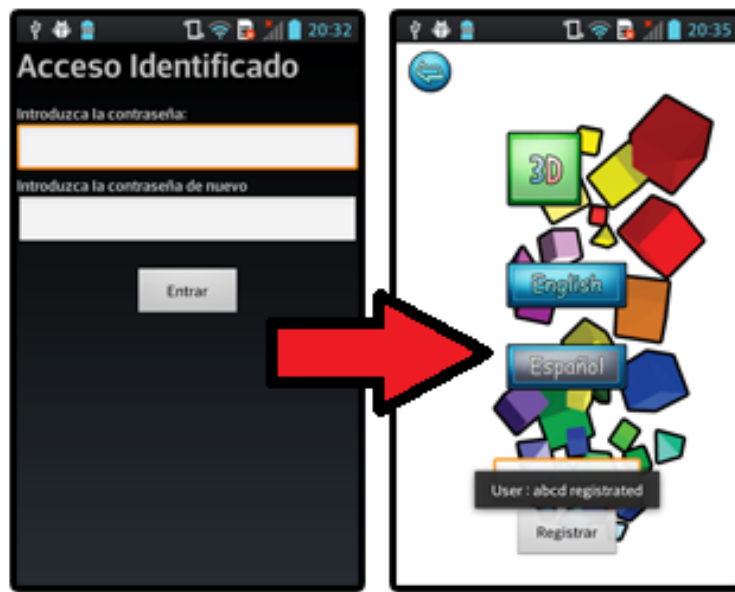 20:32
Acceso Identificado
Introduzca la contraseña:
Introduzca la contraseña de nuevo
Entrar
20:35
3D
English
Español
User : abcd registrated
Registrar